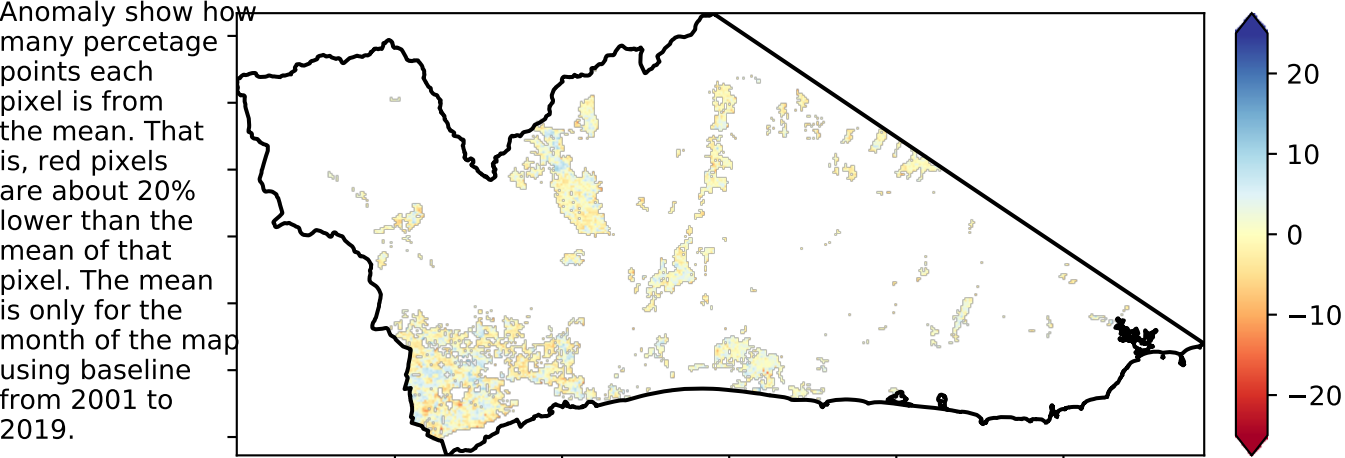 Anomaly show how
many percetage
points each
pixel is from
the mean. That
is, red pixels
are about 20%
lower than the
mean of that
pixel. The mean
is only for the
month of the map
using baseline
from 2001 to
2019.
20
10
0
−10
−20